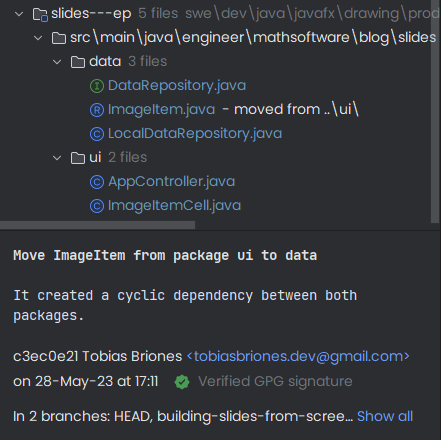 slides---ep 5 files swe\dev\java\javafx\drawing\prod
src\main\java\engineer\mathsoftware\blog\slides
data 3 files
I DataRepository.java
R ImageItem.java - moved from ..\ui\
C LocalDataRepository.java
ui 2 files
C AppController.java
C ImageItemCell.java
Move ImageItem from package ui to data
It created a cyclic dependency between both
packages.
c3ec0e21 Tobias Briones <tobiasbriones.dev@gmail.com>
on 28-May-23 at 17:11 Verified GPG signature
In 2 branches: HEAD, building-slides-from-scree... Show all